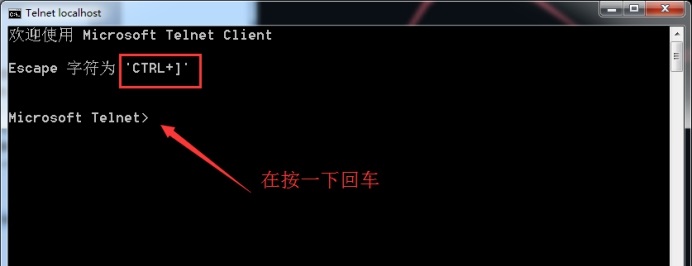 Telnet localhost
欢迎使用 Microsoft Telnet Client
Escape 字符为 'CTRL+]'
Microsoft Telnet>
在按一下回车